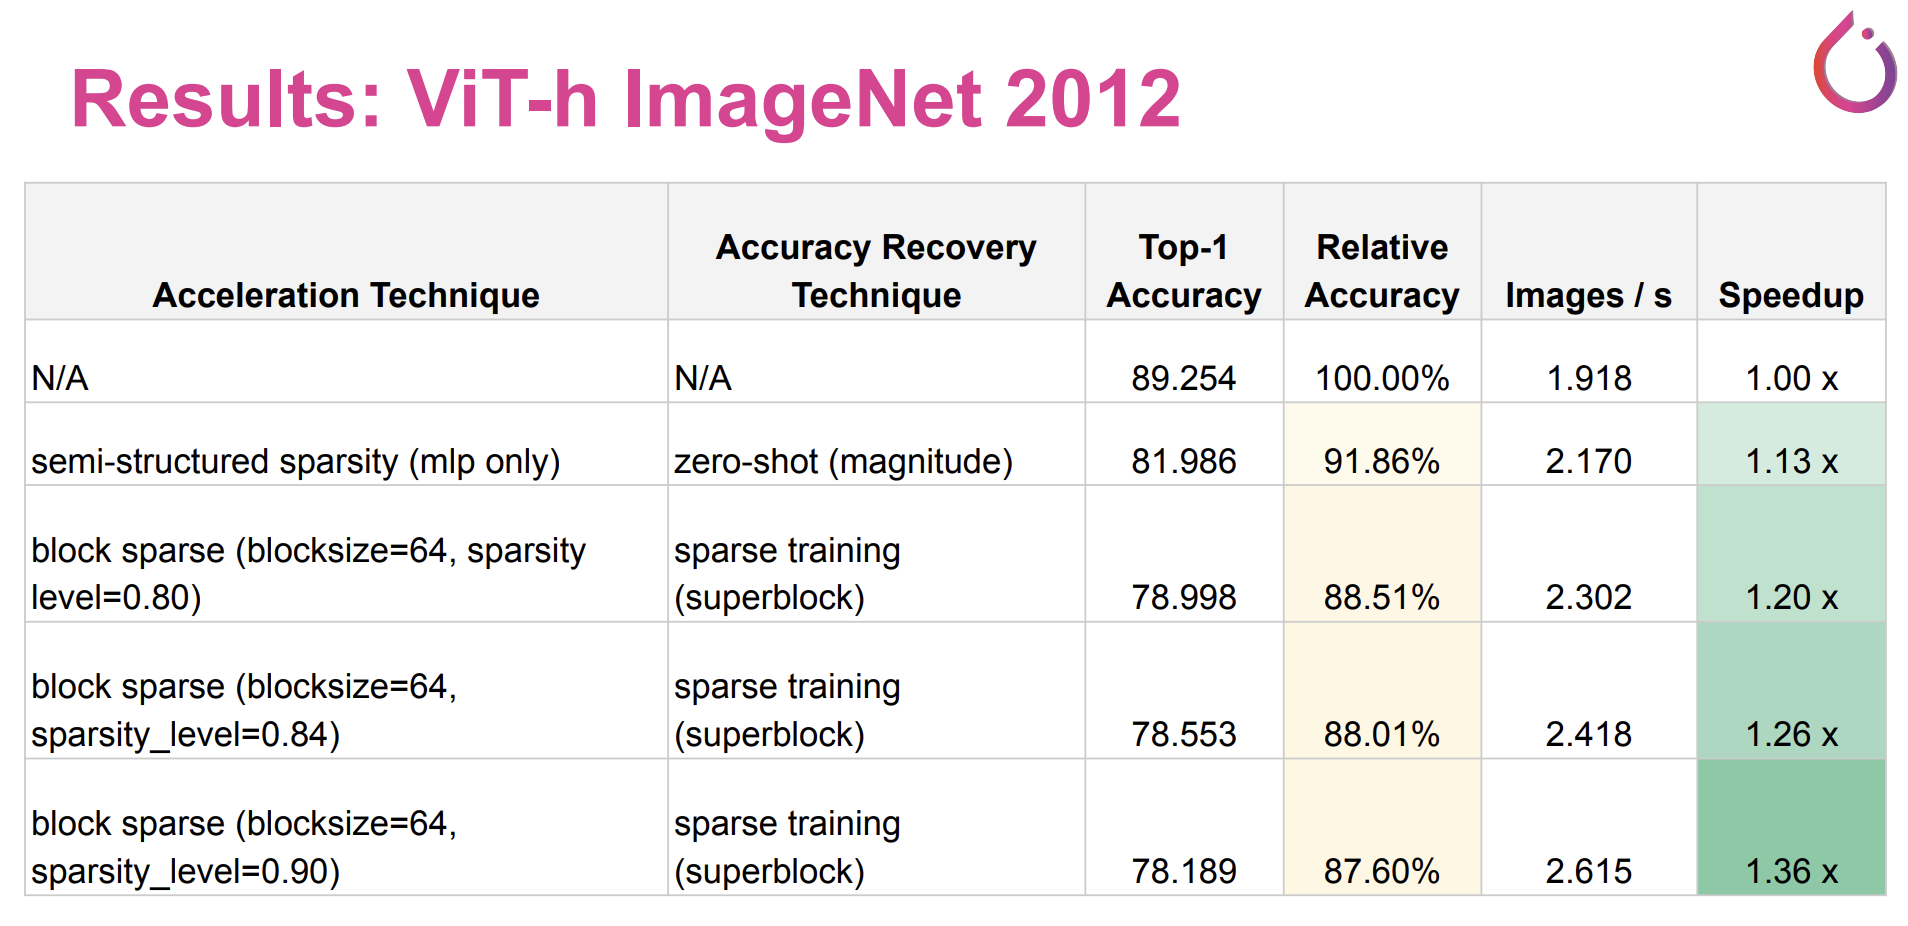 Results: ViT-h ImageNet 2012
Acceleration Technique
Accuracy Recovery
Technique
Top-1
Accuracy
Relative
Accuracy
Images / s
Speedup
N/A
N/A
89.254
100.00%
1.918
1.00 x
semi-structured sparsity (mlp only)
zero-shot (magnitude)
81.986
91.86%
2.170
1.13 x
block sparse (blocksize=64, sparsity
level=0.80)
sparse training
(superblock)
78.998
88.51%
2.302
1.20 x
block sparse (blocksize=64,
sparsity_level=0.84)
sparse training
(superblock)
78.553
88.01%
2.418
1.26 x
block sparse (blocksize=64,
sparsity_level=0.90)
sparse training
(superblock)
78.189
87.60%
2.615
1.36 x